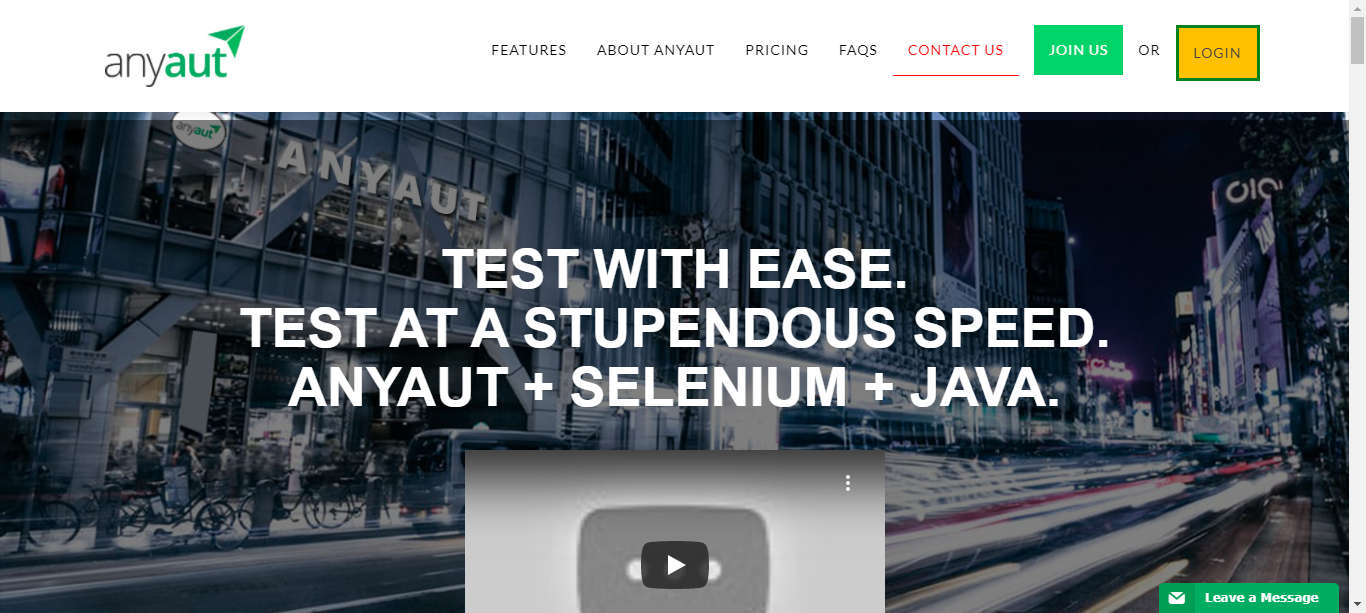 anyaut
FEATURES
ABOUT ANYAUT
PRICING
FAQS
CONTACT US
JOIN US
OR
LOGIN
anyaut
ANYAUT
OIOI
TEST WITH EASE.
TEST AT A STUPENDOUS SPEED.
ANYAUT + SELENIUM + JAVA.
Leave a Message